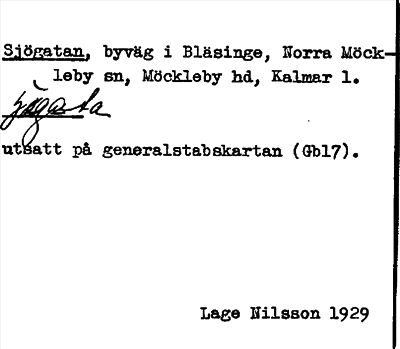 Sjögatan, byväg i Bläsinge, Norra Möck-
leby sn, Möckleby hd, Kalmar l.
utsatt på generalstabskartan (Gbl7).
Lage Nilsson 1929